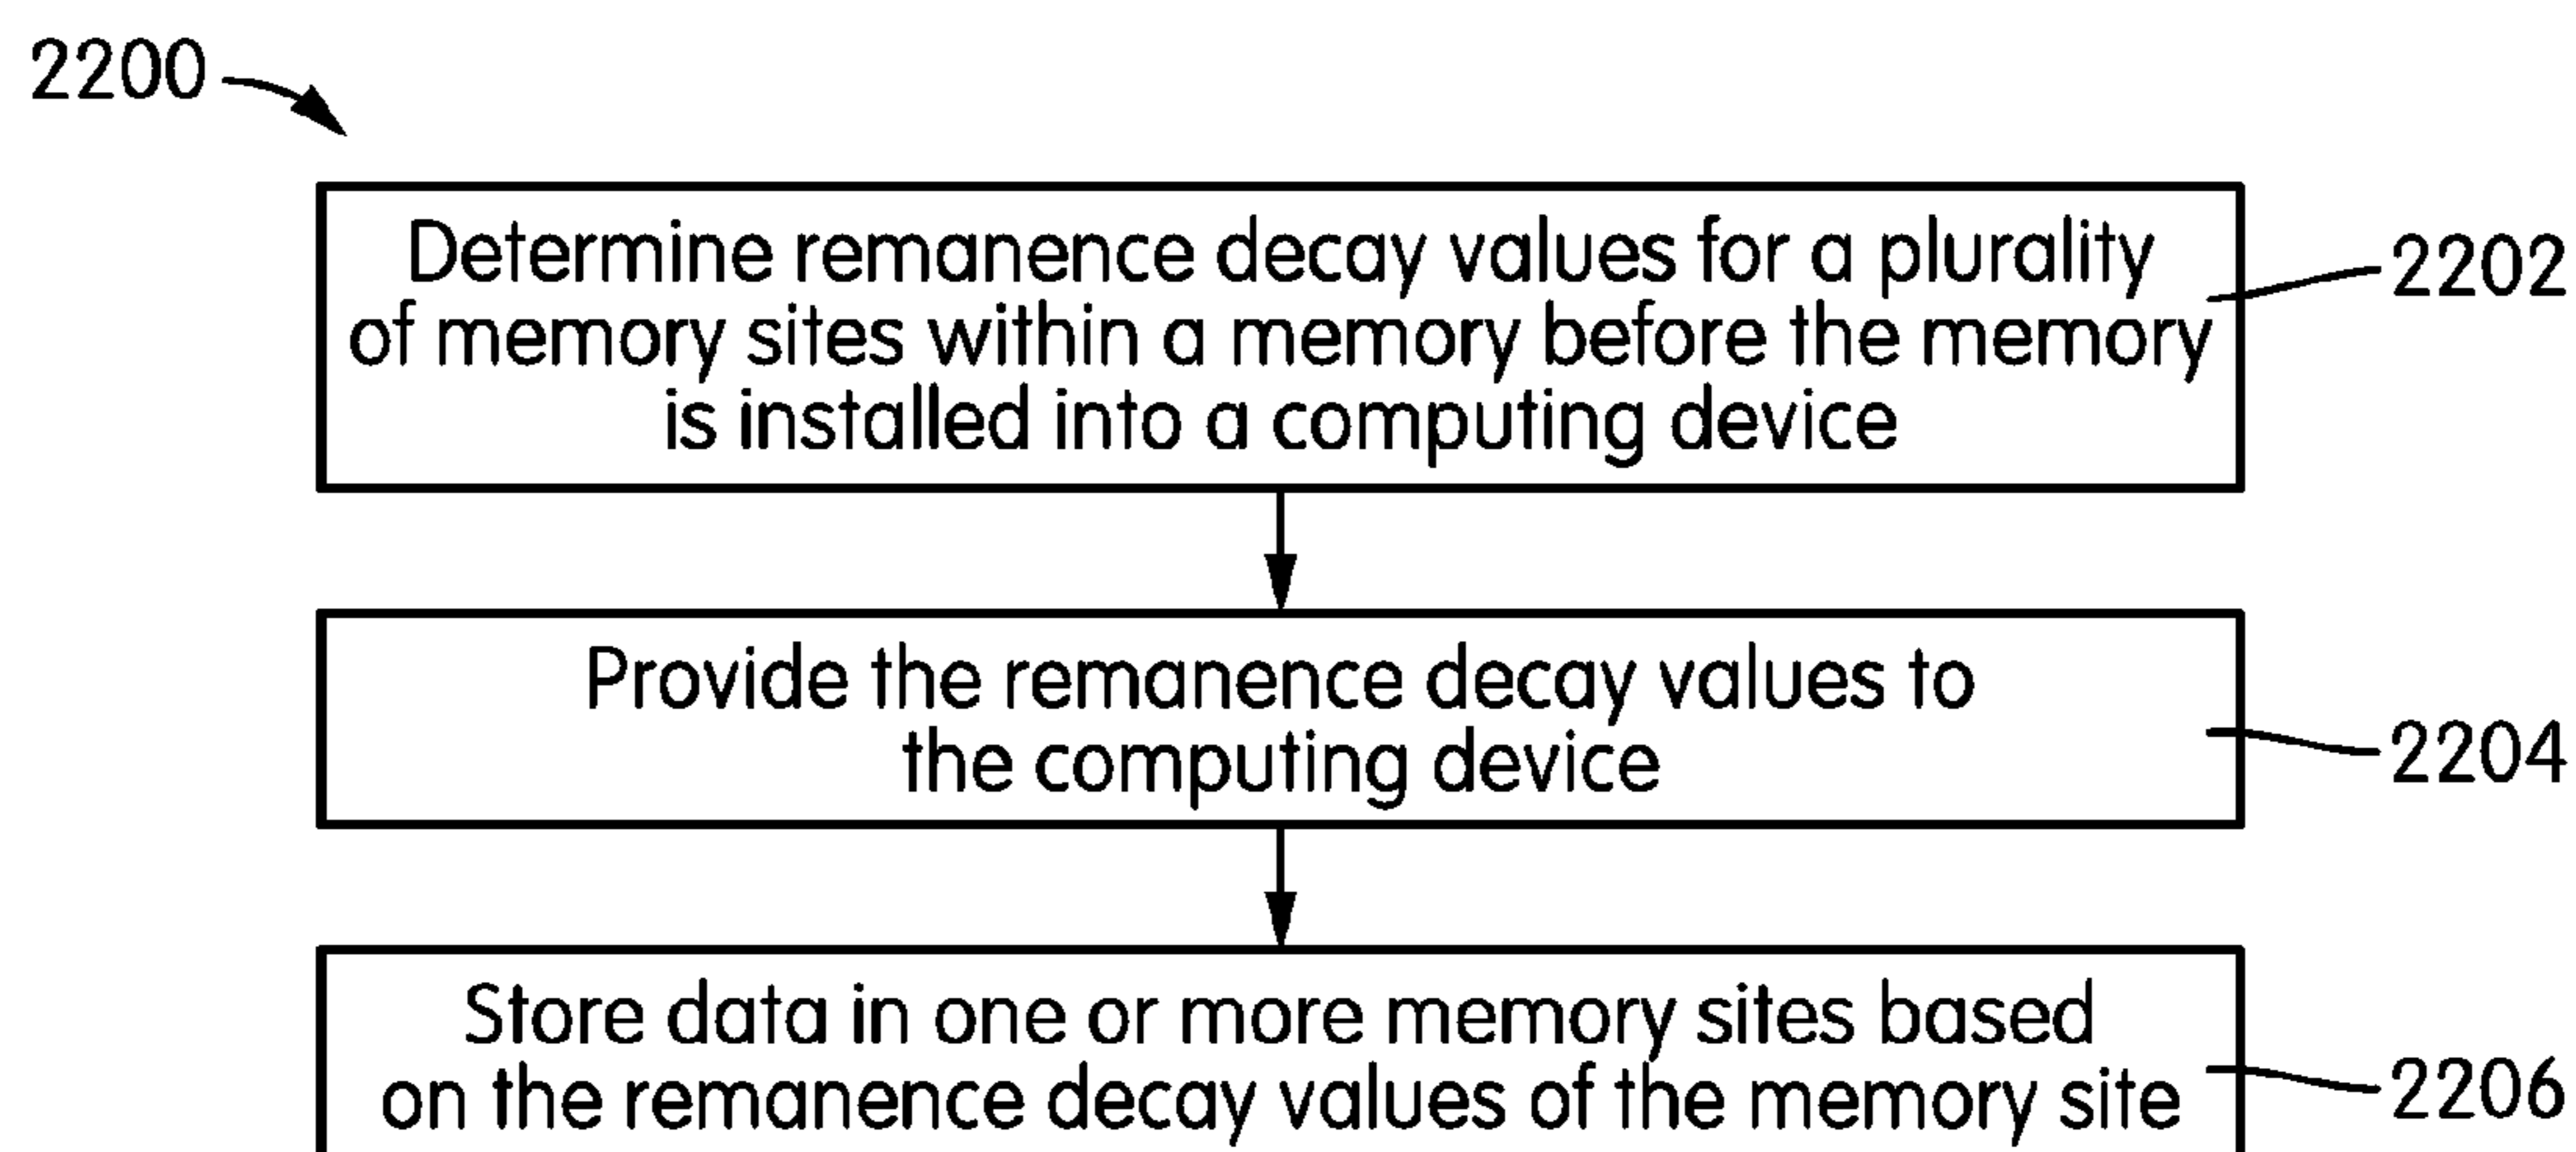 2200
Determine remanence decay values for a plurality
of memory sites within a memory before the memory
is installed into a computing device
2202
Provide the remanence decay values to
the computing device
2204
Store data in one or more memory sites based
on the remanence decay values of the memory site
2206